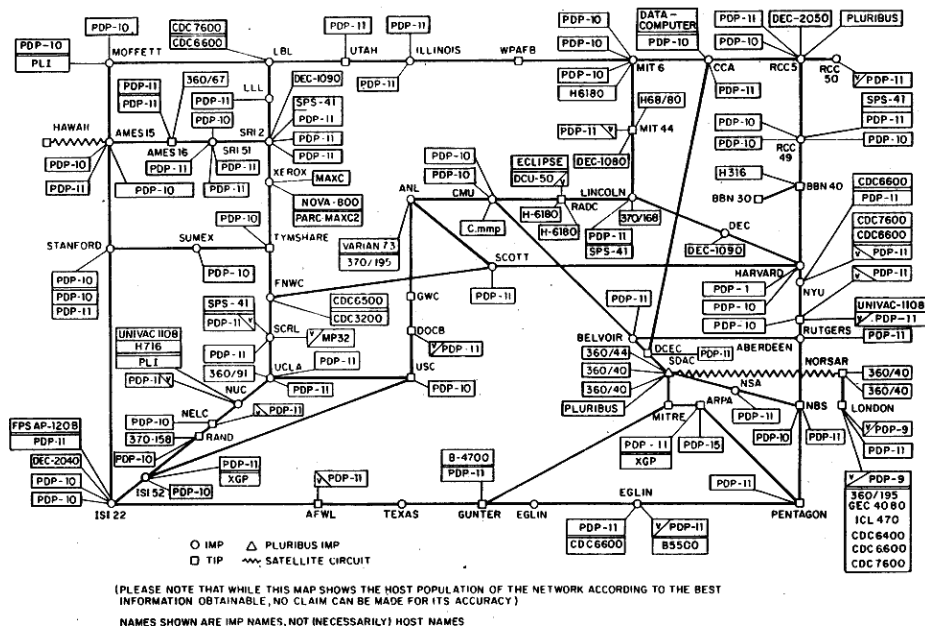 PDP-10
PDP-10
PLI
MOFFETT
CDC7600
CDC6600
LBL
PDP-11
UTAH
PDP-11
ILLINOIS
PDP-11
WPAFB
PDP-10
PDP-10
MIT 6
PDP-10
H6180
DATA-
COMPUTER
PDP-10
CCA
PDP-11
PDP-11
PDP-10
DEC-2050
PLURIBUS
RCC 5
RCC
50
PDP-11
PDP-11
PDP-11
360/67
LLL
PDP-11
DEC-1090
SPS-41
PDP-11
PDP-11
PDP-11
HAWAII
AMES 15
AMES 16
PDP-10
SRI 51
SRI 2
PDP-11
PDP-11
PDP-11
PDP-10
PDP-11
PDP-10
H68/80
PDP-11
MIT 44
DEC-1080
SPS-41
PDP-11
PDP-10
PDP-10
PDP-10
RCC
49
XEROX
MAXC
NOVA-800
PARC-MAXC2
ANL
PDP-10
PDP-10
CMU
C.mmp
ECLIPSE
DCU-50
RADC
H-6180
H-6180
LINCOLN
370/168
PDP-11
SPS-41
H316
BBN 40
BBN 30
CDC6600
PDP-11
CDC7600
CDC6600
PDP-11
PDP-11
STANFORD
SUMEX
PDP-10
PDP-10
TYMSHARE
PDP-10
PDP-10
PDP-11
VARIAN 73
370/195
SCOTT
PDP-11
DEC
DEC-1090
HARVARD
PDP-1
PDP-10
PDP-10
NYU
FNWC
CDC6500
CDC3200
GWC
UNIVAC-1108
PDP-11
RUTGERS
PDP-11
SPS-41
PDP-11
SCRL
MP32
PDP-11
DOCB
PDP-11
PDP-11
BELVOIR
DCEC
PDP-11
ABERDEEN
UNIVAC 1108
H716
PLI
PDP-11
NUC
360/91
UCLA
PDP-11
PDP-11
USC
PDP-10
360/44
360/40
360/40
PLURIBUS
SDAC
NSA
PDP-11
NORSAR
360/40
360/40
LONDON
PDP-9
PDP-11
NELC
PDP-10
PDP-11
370-158
RAND
PDP-10
MITRE
ARPA
PDP-11
XGP
PDP-15
NBS
PDP-10
PDP-11
FPS AP-120B
PDP-11
DEC-2040
PDP-10
PDP-10
ISI 22
ISI 52
PDP-11
XGP
PDP-10
PDP-11
AFWL
TEXAS
B-4700
PDP-11
GUNTER
EGLIN
EGLIN
PDP-11
CDC6600
PDP-11
B5500
PDP-11
PENTAGON
PDP-9
360/195
GEC 4080
ICL 470
CDC6400
CDC6600
CDC7600
IMP
PLURIBUS IMP
TIP
SATELLITE CIRCUIT
(PLEASE NOTE THAT WHILE THIS MAP SHOWS THE HOST POPULATION OF THE NETWORK ACCORDING TO THE BEST
INFORMATION OBTAINABLE, NO CLAIM CAN BE MADE FOR ITS ACCURACY)
NAMES SHOWN ARE IMP NAMES, NOT (NECESSARILY) HOST NAMES